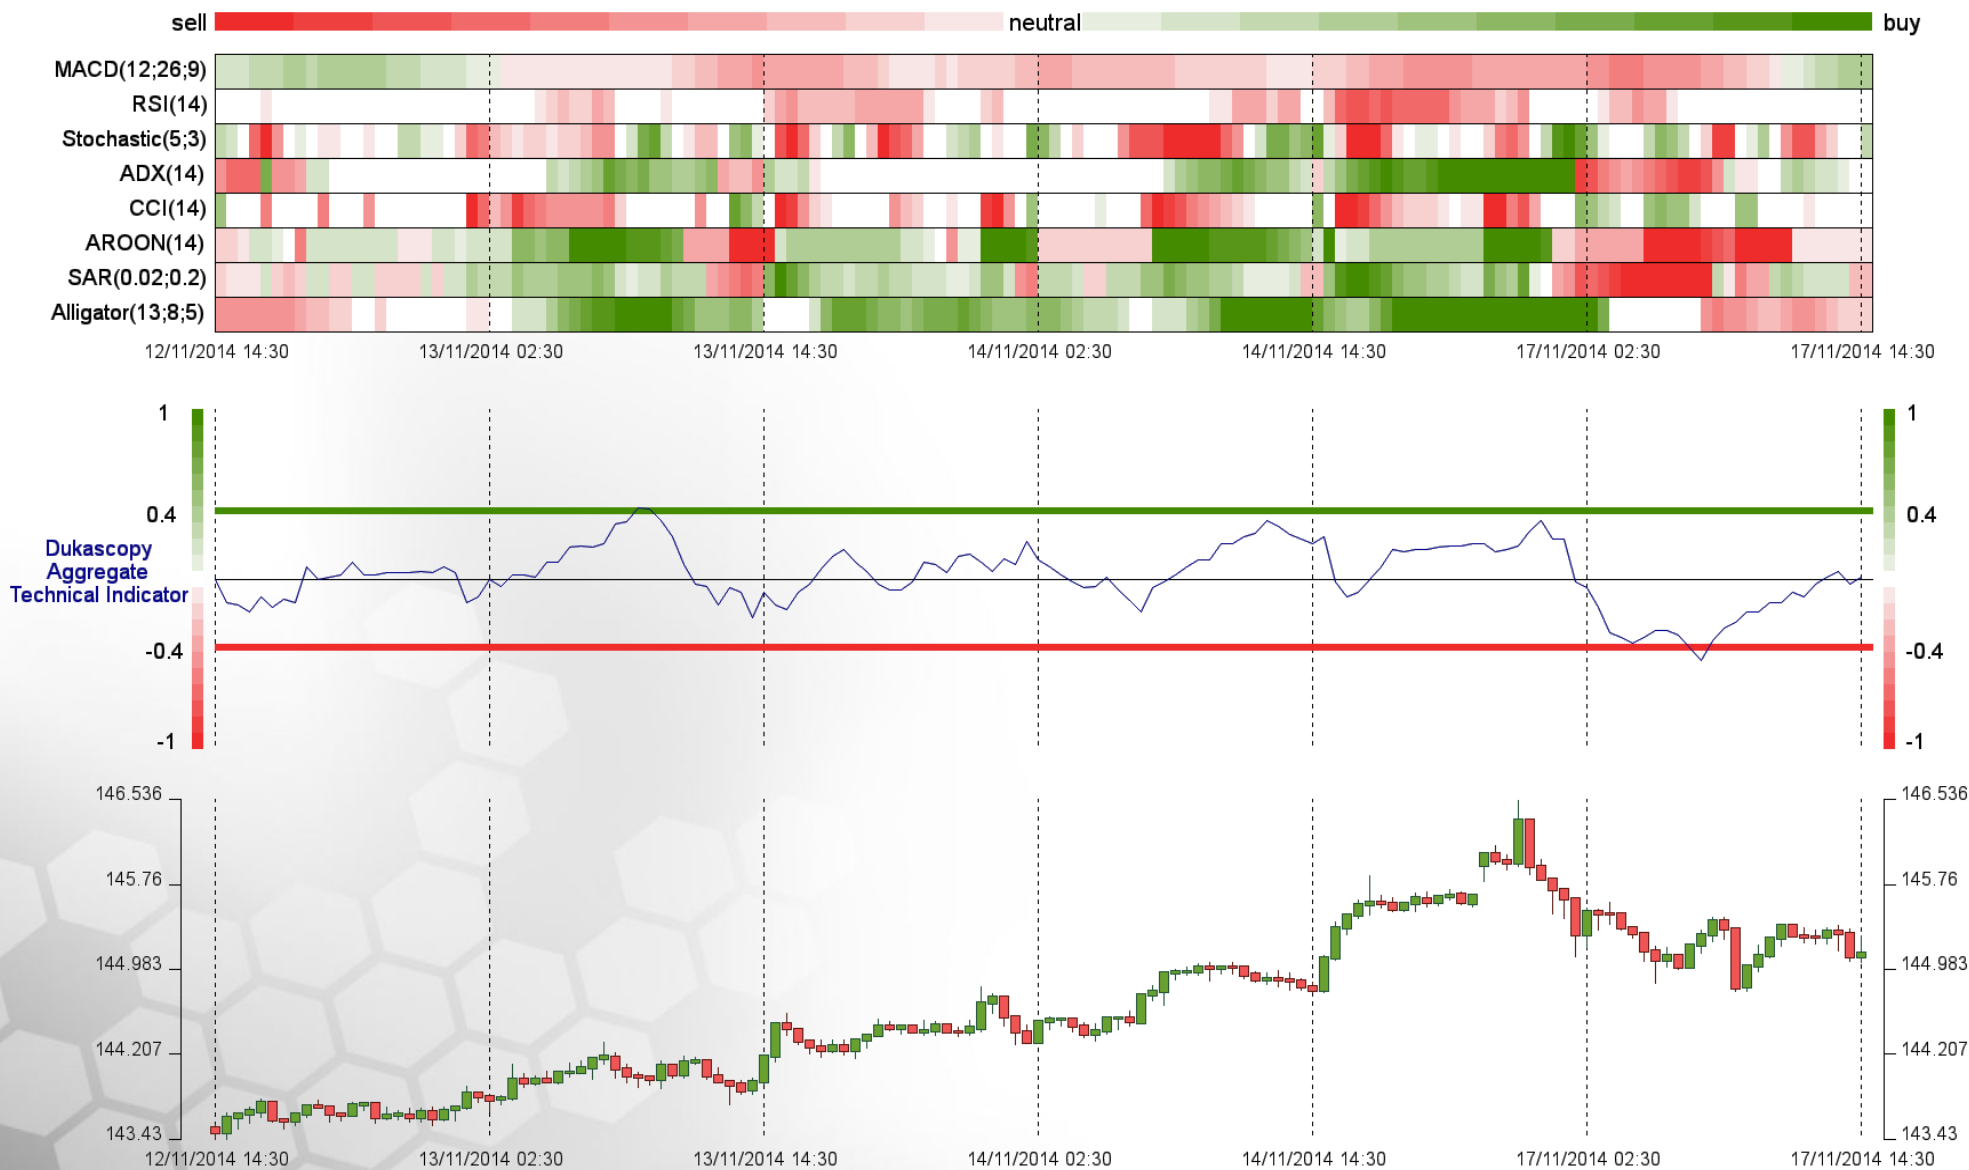 sell neutral buy
MACD(12;26;9)
RSI(14)
Stochastic(5;3)
ADX(14)
CCI(14)
AROON(14)
SAR(0.02;0.2)
Alligator(13;8;5)
12/11/2014 14:30 13/11/2014 02:30 13/11/2014 14:30 14/11/2014 02:30 14/11/2014 14:30 17/11/2014 02:30 17/11/2014 14:30
1 1
0.4 0.4
Dukascopy
Aggregate
Technical Indicator
-0.4 -0.4
-1 -1
146.536 146.536
145.76 145.76
144.983 144.983
144.207 144.207
143.43 143.43
12/11/2014 14:30 13/11/2014 02:30 13/11/2014 14:30 14/11/2014 02:30 14/11/2014 14:30 17/11/2014 02:30 17/11/2014 14:30